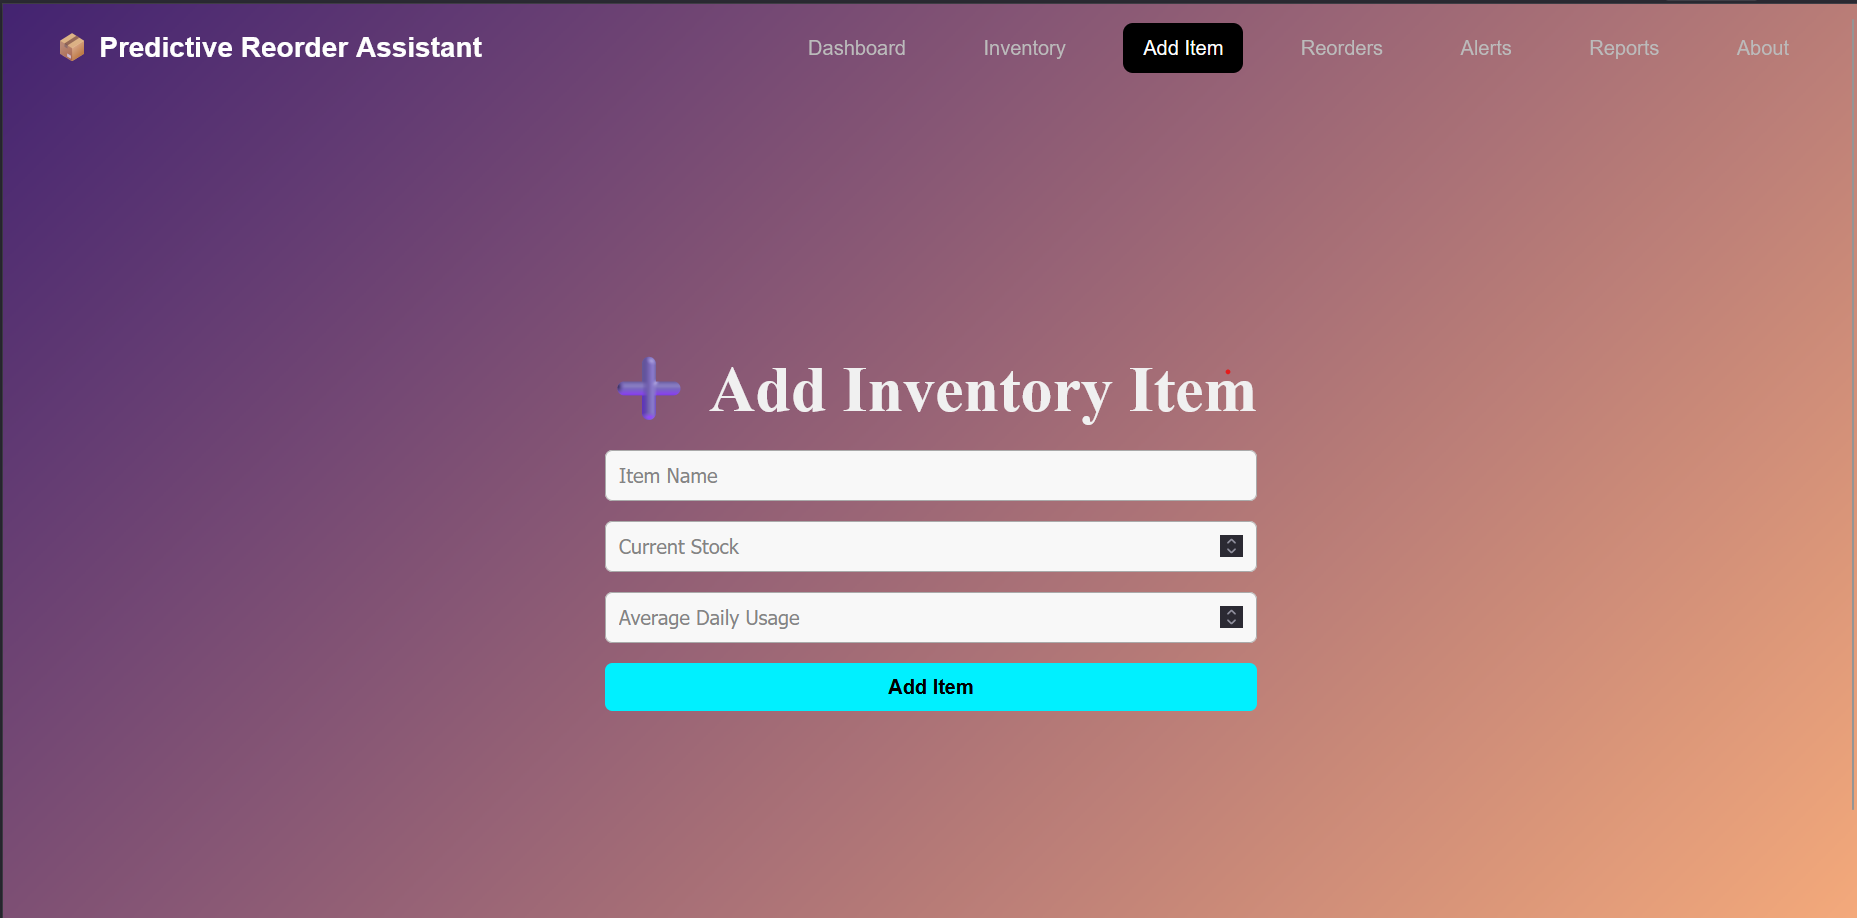 📦 Predictive Reorder Assistant
Dashboard Inventory Add Item Reorders Alerts Reports About
➕ Add Inventory Item
Item Name
Current Stock
Average Daily Usage
Add Item